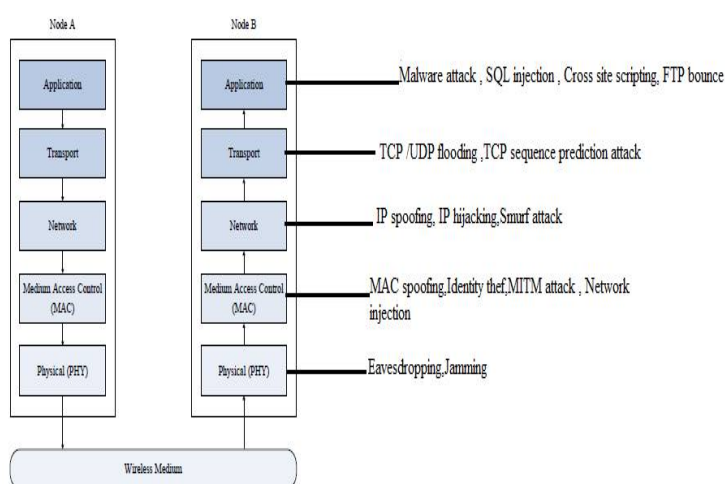 Node A
Node B
Application
Transport
Network
Medium Access Control
(MAC)
Physical (PHY)
Application
Transport
Network
Medium Access Control
(MAC)
Physical (PHY)
Malware attack , SQL injection , Cross site scripting, FTP bounce
TCP /UDP flooding ,TCP sequence prediction attack
IP spoofing, IP hijacking,Smurf attack
MAC spoofing,Identity thef,MITM attack , Network
injection
Eavesdropping,Jamming
Wireless Medium